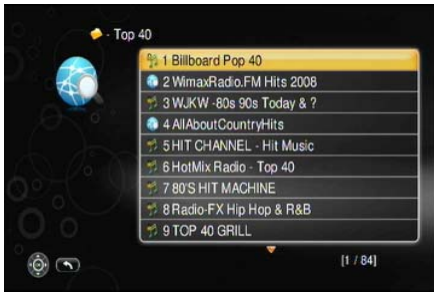 - Top 40
1 Billboard Pop 40
2 WimaxRadio.FM Hits 2008
3 WJKW -80s 90s Today & ?
4 AllAboutCountryHits
5 HIT CHANNEL - Hit Music
6 HotMix Radio - Top 40
7 80'S HIT MACHINE
8 Radio-FX Hip Hop & R&B
9 TOP 40 GRILL
[1 / 84]